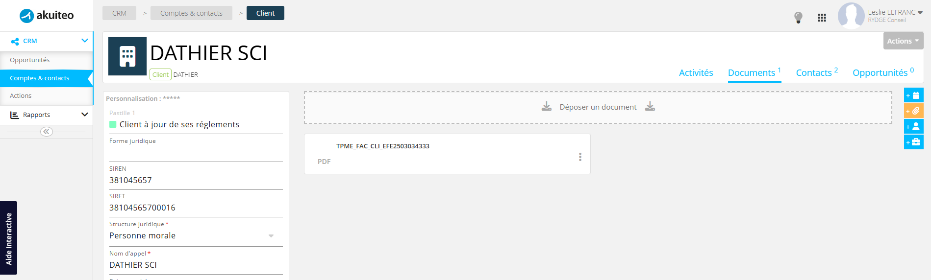 akuiteo
CRM > Comptes & contacts > Client
Leslie LEFRANC
RYDGE Conseil
CRM
Opportunités
Comptes & contacts
Actions
Rapports
Aide Interactive
DATHIER SCI
Client DATHIER
Actions
Activités Documents 1 Contacts 2 Opportunités 0
Personnalisation : *****
Pastille 1
Client à jour de ses règlements
Forme juridique
SIREN
381045657
SIRET
38104565700016
Structure juridique *
Personne morale
Nom d'appel *
DATHIER SCI
Déposer un document
TPME_FAC_CLI_EFE2503034333
PDF